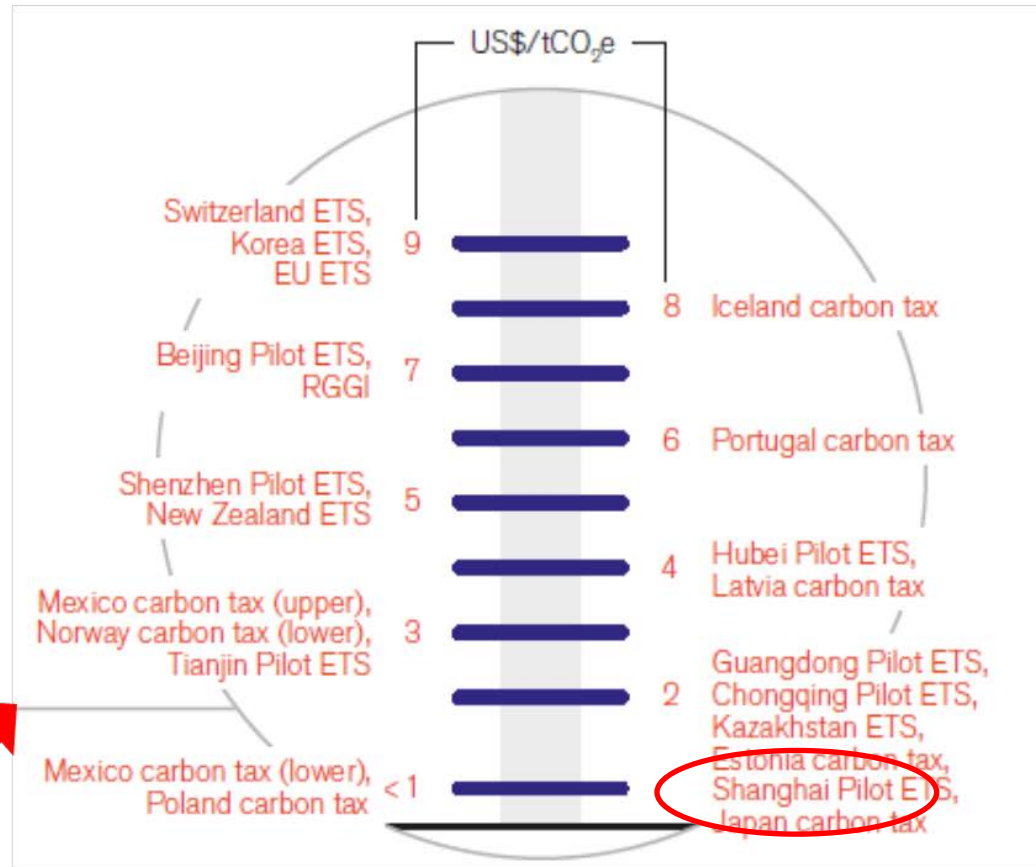 US$/tCO₂e
Switzerland ETS,
Korea ETS,
EU ETS
9
8
Iceland carbon tax
Beijing Pilot ETS,
RGGI
7
6
Portugal carbon tax
Shenzhen Pilot ETS,
New Zealand ETS
5
4
Hubei Pilot ETS,
Latvia carbon tax
Mexico carbon tax (upper),
Norway carbon tax (lower),
Tianjin Pilot ETS
3
2
Guangdong Pilot ETS,
Chongqing Pilot ETS,
Kazakhstan ETS,
Estonia carbon tax,
Shanghai Pilot ETS,
Japan carbon tax
Mexico carbon tax (lower),
Poland carbon tax
<1